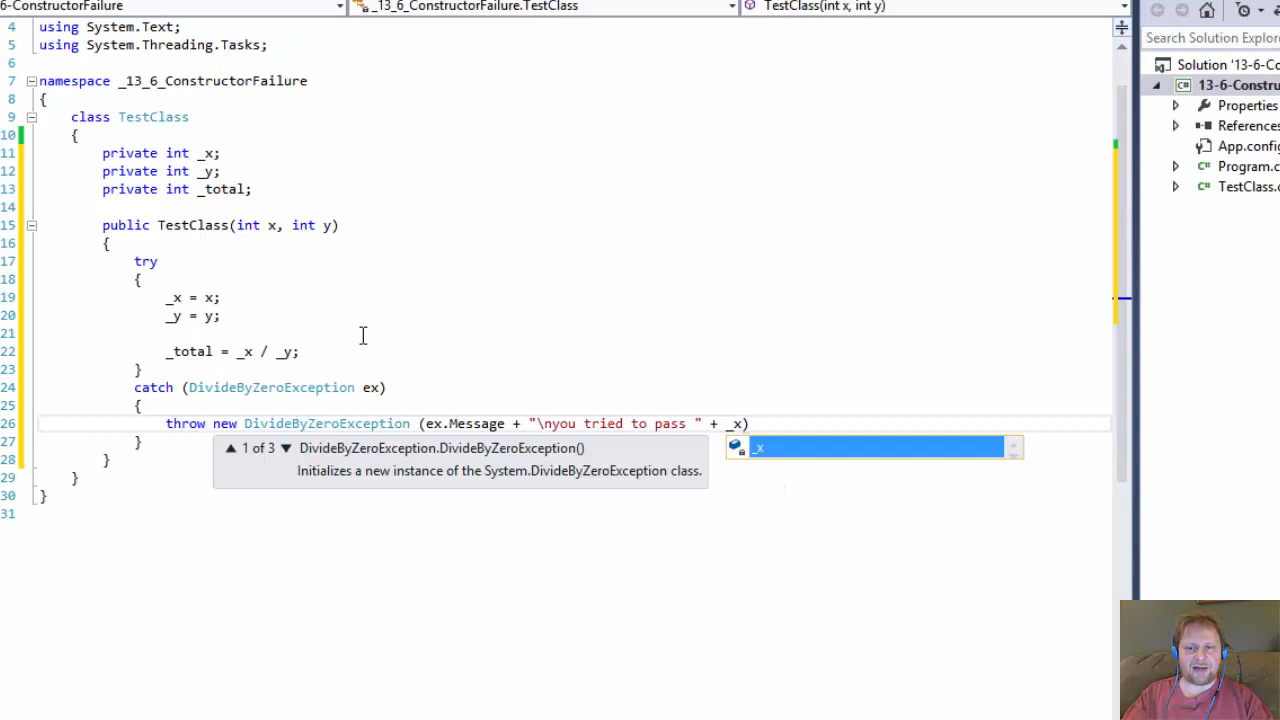 6-ConstructorFailure
_13_6_ConstructorFailure.TestClass
TestClass(int x, int y)
4 using System.Text;
5 using System.Threading.Tasks;
6
7 namespace _13_6_ConstructorFailure
8 {
9 class TestClass
10 {
11 private int _x;
12 private int _y;
13 private int _total;
14
15 public TestClass(int x, int y)
16 {
17 try
18 {
19 _x = x;
20 _y = y;
21
22 _total = _x / _y;
23 }
24 catch (DivideByZeroException ex)
25 {
26 throw new DivideByZeroException (ex.Message + "\nyou tried to pass " + _x)
27 }
28 }
29 }
30 }
31
1 of 3 DivideByZeroException.DivideByZeroException()
Initializes a new instance of the System.DivideByZeroException class.
_x
Search Solution Explor
Solution '13-6-Co
C# 13-6-Constru
Properties
References
App.config
Program.c
TestClass.c